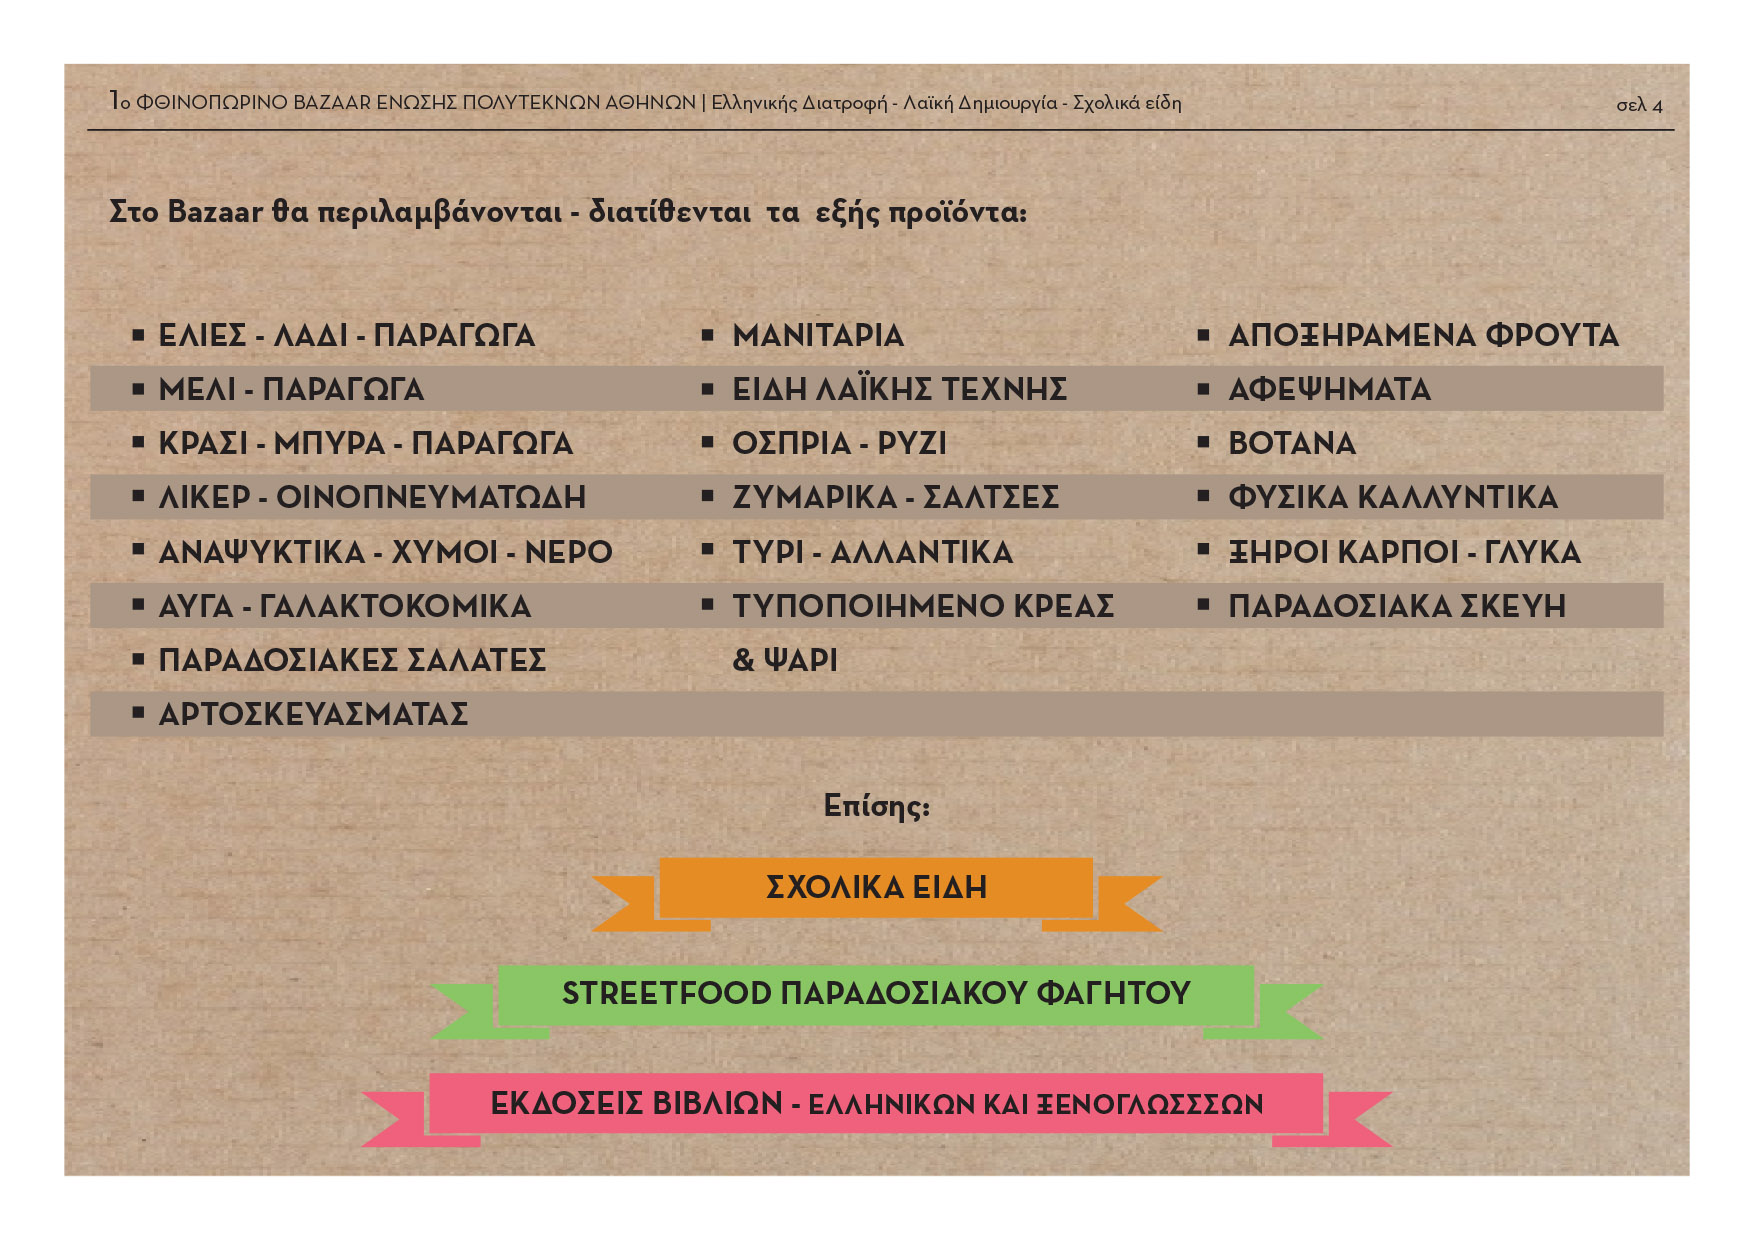 1ο ΦΘΙΝΟΠΩΡΙΝΟ BAZAAR ΕΝΩΣΗΣ ΠΟΛΥΤΕΚΝΩΝ ΑΘΗΝΩΝ | Ελληνικής Διατροφή - Λαϊκή Δημιουργία - Σχολικά είδη
σελ 4
Στο Bazaar θα περιλαμβάνονται - διατίθενται τα εξής προϊόντα:
▪ ΕΛΙΕΣ - ΛΑΔΙ - ΠΑΡΑΓΩΓΑ
▪ ΜΕΛΙ - ΠΑΡΑΓΩΓΑ
▪ ΚΡΑΣΙ - ΜΠΥΡΑ - ΠΑΡΑΓΩΓΑ
▪ ΛΙΚΕΡ - ΟΙΝΟΠΝΕΥΜΑΤΩΔΗ
▪ ΑΝΑΨΥΚΤΙΚΑ - ΧΥΜΟΙ - ΝΕΡΟ
▪ ΑΥΓΑ - ΓΑΛΑΚΤΟΚΟΜΙΚΑ
▪ ΠΑΡΑΔΟΣΙΑΚΕΣ ΣΑΛΑΤΕΣ
▪ ΑΡΤΟΣΚΕΥΑΣΜΑΤΑΣ
▪ ΜΑΝΙΤΑΡΙΑ
▪ ΕΙΔΗ ΛΑΪΚΗΣ ΤΕΧΝΗΣ
▪ ΟΣΠΡΙΑ - ΡΥΖΙ
▪ ΖΥΜΑΡΙΚΑ - ΣΑΛΤΣΕΣ
▪ ΤΥΡΙ - ΑΛΛΑΝΤΙΚΑ
▪ ΤΥΠΟΠΟΙΗΜΕΝΟ ΚΡΕΑΣ
& ΨΑΡΙ
▪ ΑΠΟΞΗΡΑΜΕΝΑ ΦΡΟΥΤΑ
▪ ΑΦΕΨΗΜΑΤΑ
▪ ΒΟΤΑΝΑ
▪ ΦΥΣΙΚΑ ΚΑΛΛΥΝΤΙΚΑ
▪ ΞΗΡΟΙ ΚΑΡΠΟΙ - ΓΛΥΚΑ
▪ ΠΑΡΑΔΟΣΙΑΚΑ ΣΚΕΥΗ
Επίσης:
ΣΧΟΛΙΚΑ ΕΙΔΗ
STREETFOOD ΠΑΡΑΔΟΣΙΑΚΟΥ ΦΑΓΗΤΟΥ
ΕΚΔΟΣΕΙΣ ΒΙΒΛΙΩΝ - ΕΛΛΗΝΙΚΩΝ ΚΑΙ ΞΕΝΟΓΛΩΣΣΣΩΝ